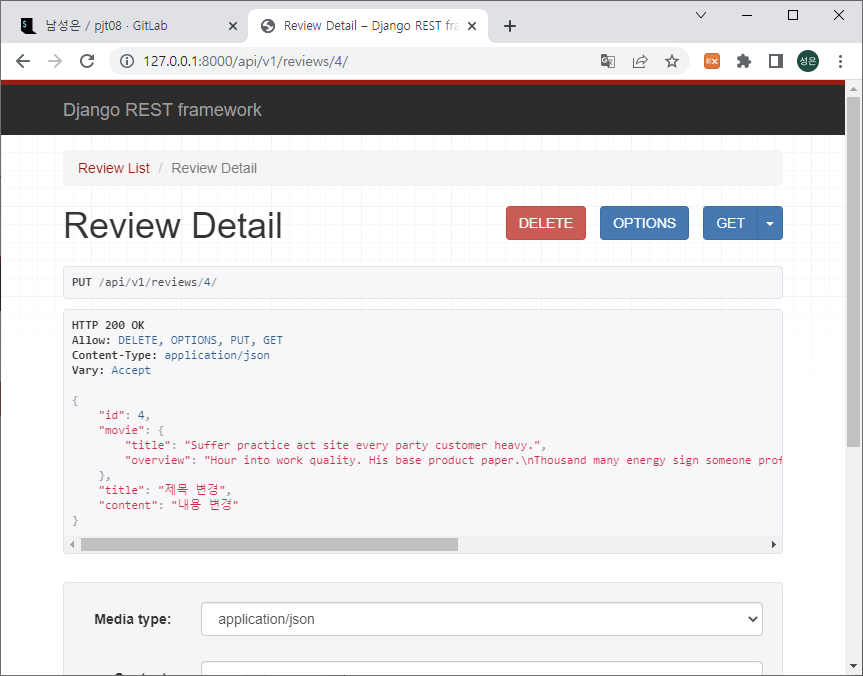 남성은 / pjt08 · GitLab
Review Detail – Django REST fra
127.0.0.1:8000/api/v1/reviews/4/
성은
Django REST framework
Review List / Review Detail
Review Detail
DELETE
OPTIONS
GET
PUT /api/v1/reviews/4/
HTTP 200 OK
Allow: DELETE, OPTIONS, PUT, GET
Content-Type: application/json
Vary: Accept
{
"id": 4,
"movie": {
"title": "Suffer practice act site every party customer heavy.",
"overview": "Hour into work quality. His base product paper.\nThousand many energy sign someone prof
},
"title": "제목 변경",
"content": "내용 변경"
}
Media type:
application/json